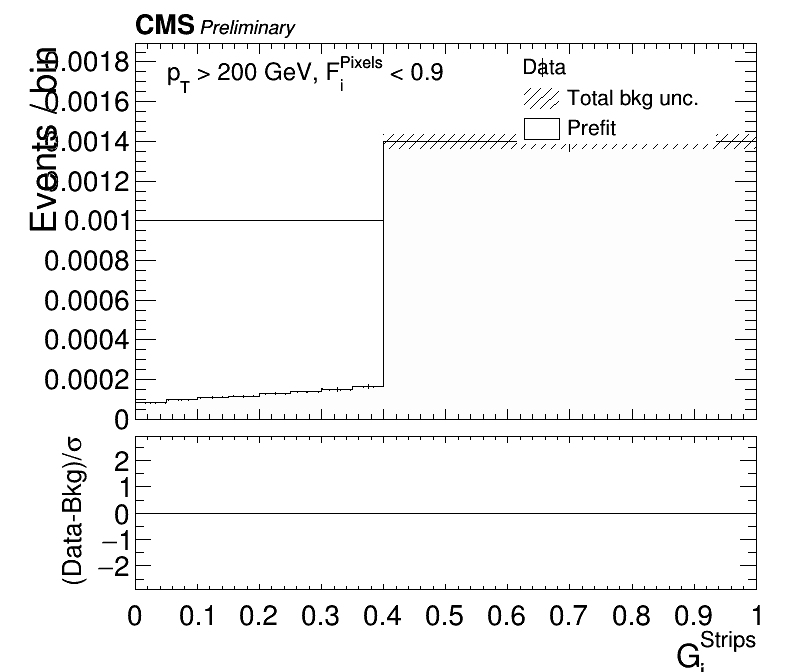 CMS Preliminary
Events / bin
0.0018
0.0016
0.0014
0.0012
0.001
0.0008
0.0006
0.0004
0.0002
0
p_T > 200 GeV, F_i^Pixels < 0.9
Data
Total bkg unc.
Prefit
(Data-Bkg)/σ
2
1
0
−1
−2
0 0.1 0.2 0.3 0.4 0.5 0.6 0.7 0.8 0.9 1
G_i^Strips